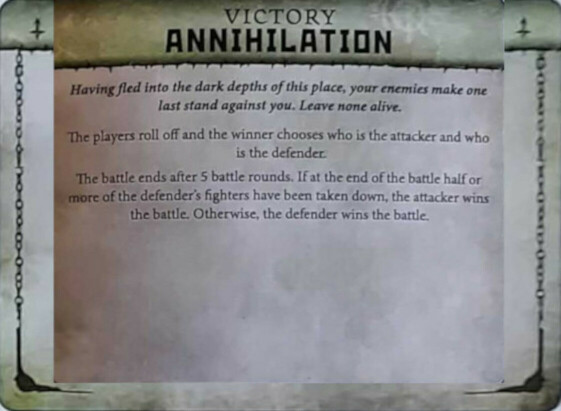 VICTORY
ANNIHILATION
Having fled into the dark depths of this place, your enemies make one
last stand against you. Leave none alive.
The players roll off and the winner chooses who is the attacker and who
is the defender.
The battle ends after 5 battle rounds. If at the end of the battle half or
more of the defender's fighters have been taken down, the attacker wins
the battle. Otherwise, the defender wins the battle.